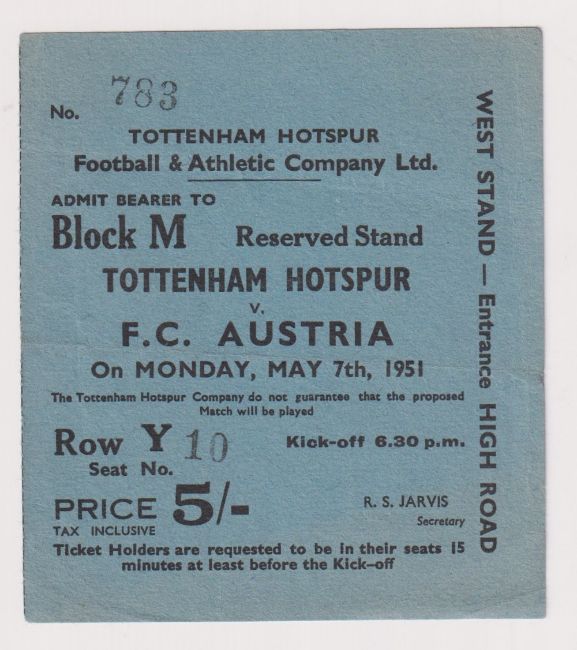 No. 783
TOTTENHAM HOTSPUR
Football & Athletic Company Ltd.
ADMIT BEARER TO
Block M Reserved Stand
TOTTENHAM HOTSPUR
v.
F.C. AUSTRIA
On MONDAY, MAY 7th, 1951
The Tottenham Hotspur Company do not guarantee that the proposed
Match will be played
Row Y 10 Kick-off 6.30 p.m.
Seat No.
PRICE 5/- R. S. JARVIS
TAX INCLUSIVE Secretary
Ticket Holders are requested to be in their seats 15
minutes at least before the Kick-off
WEST STAND — Entrance HIGH ROAD